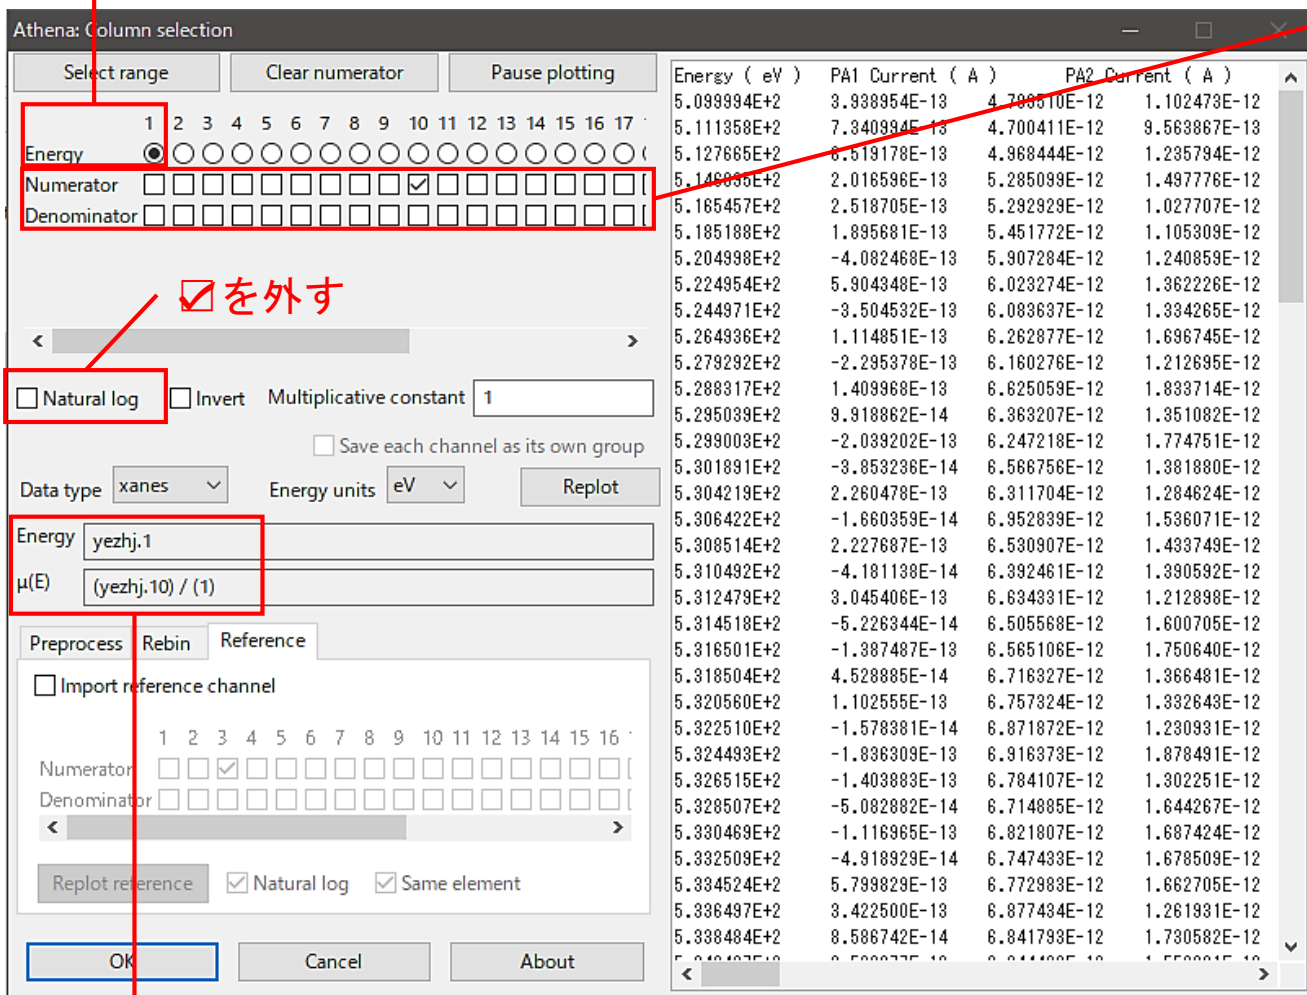 Athena: Column selection
Select range Clear numerator Pause plotting
1 2 3 4 5 6 7 8 9 10 11 12 13 14 15 16 17
Energy
Numerator
Denominator
☑を外す
Natural log Invert Multiplicative constant 1
Save each channel as its own group
Data type xanes Energy units eV Replot
Energy yezhj.1
μ(E) (yezhj.10) / (1)
Preprocess Rebin Reference
Import reference channel
1 2 3 4 5 6 7 8 9 10 11 12 13 14 15 16
Numerator
Denominator
Replot reference Natural log Same element
OK Cancel About
Energy ( eV ) PA1 Current ( A ) PA2 Current ( A )
5.099994E+2 3.938954E-13 4.793510E-12 1.102473E-12
5.111358E+2 7.340994E-13 4.700411E-12 9.563867E-13
5.127665E+2 6.519178E-13 4.968444E-12 1.235794E-12
5.146395E+2 2.016596E-13 5.285099E-12 1.497776E-12
5.165457E+2 2.518705E-13 5.292929E-12 1.027707E-12
5.185188E+2 1.895681E-13 5.451772E-12 1.105309E-12
5.204998E+2 -4.082468E-13 5.907284E-12 1.240859E-12
5.224954E+2 5.904348E-13 6.023274E-12 1.362226E-12
5.244971E+2 -3.504532E-13 6.083637E-12 1.334265E-12
5.264936E+2 1.114851E-13 6.262877E-12 1.696745E-12
5.279292E+2 -2.295378E-13 6.160276E-12 1.212695E-12
5.288317E+2 1.409968E-13 6.625059E-12 1.833714E-12
5.295039E+2 9.918862E-14 6.363207E-12 1.351082E-12
5.299003E+2 -2.039202E-13 6.247218E-12 1.774751E-12
5.301891E+2 -3.853236E-14 6.566756E-12 1.381880E-12
5.304219E+2 2.260478E-13 6.311704E-12 1.284624E-12
5.306422E+2 -1.660359E-14 6.952839E-12 1.536071E-12
5.308514E+2 2.227687E-13 6.530907E-12 1.433749E-12
5.310492E+2 -4.181138E-14 6.392461E-12 1.390592E-12
5.312479E+2 3.045406E-13 6.634331E-12 1.212898E-12
5.314518E+2 -5.226344E-14 6.505568E-12 1.600705E-12
5.316501E+2 -1.387487E-13 6.565106E-12 1.750640E-12
5.318504E+2 4.528885E-14 6.716327E-12 1.366481E-12
5.320560E+2 1.102555E-13 6.757324E-12 1.332643E-12
5.322510E+2 -1.578381E-14 6.871872E-12 1.230931E-12
5.324493E+2 -1.836309E-13 6.916373E-12 1.878491E-12
5.326515E+2 -1.403883E-13 6.784107E-12 1.302251E-12
5.328507E+2 -5.082882E-14 6.714885E-12 1.644267E-12
5.330469E+2 -1.116965E-13 6.821807E-12 1.687424E-12
5.332509E+2 -4.918929E-14 6.747433E-12 1.678509E-12
5.334524E+2 5.799829E-13 6.772983E-12 1.662705E-12
5.336497E+2 3.422500E-13 6.877434E-12 1.261931E-12
5.338484E+2 8.586742E-14 6.841793E-12 1.730582E-12